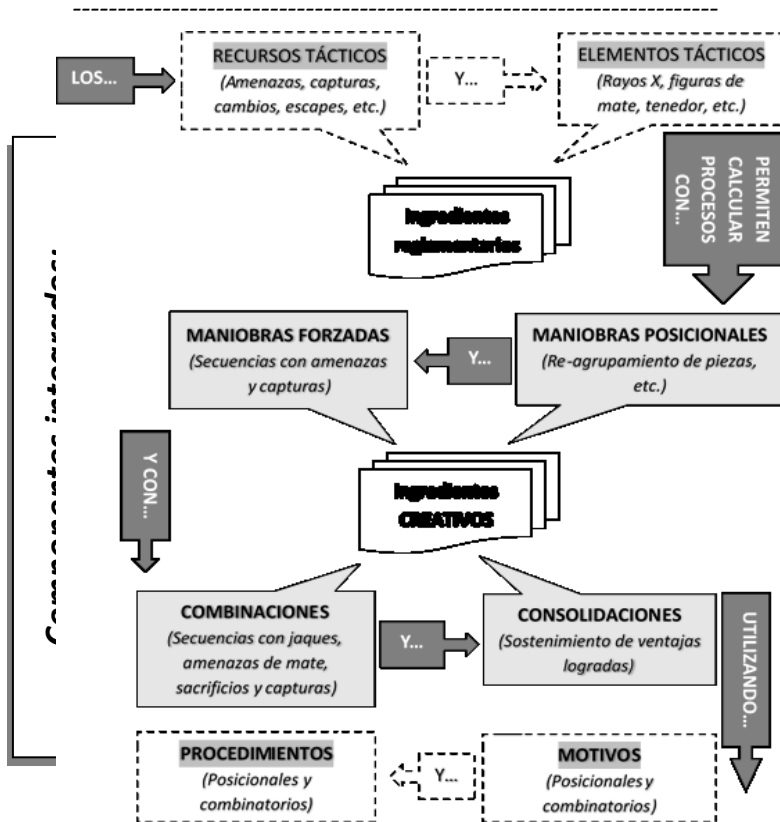 LOS...
RECURSOS TÁCTICOS
(Amenazas, capturas,
cambios, escapes, etc.)
Y...
ELEMENTOS TÁCTICOS
(Rayos X, figuras de
mate, tenedor, etc.)
Ingredientes
reglamentarios
PERMITEN
CALCULAR
PROCESOS
CON...
Componentes integrados:
MANIOBRAS FORZADAS
(Secuencias con amenazas
y capturas)
Y...
MANIOBRAS POSICIONALES
(Re-agrupamiento de piezas,
etc.)
Y CON...
Ingredientes
CREATIVOS
COMBINACIONES
(Secuencias con jaques,
amenazas de mate,
sacrificios y capturas)
Y...
CONSOLIDACIONES
(Sostenimiento de ventajas
logradas)
UTILIZANDO...
PROCEDIMIENTOS
(Posicionales y
combinatorios)
Y...
MOTIVOS
(Posicionales y
combinatorios)